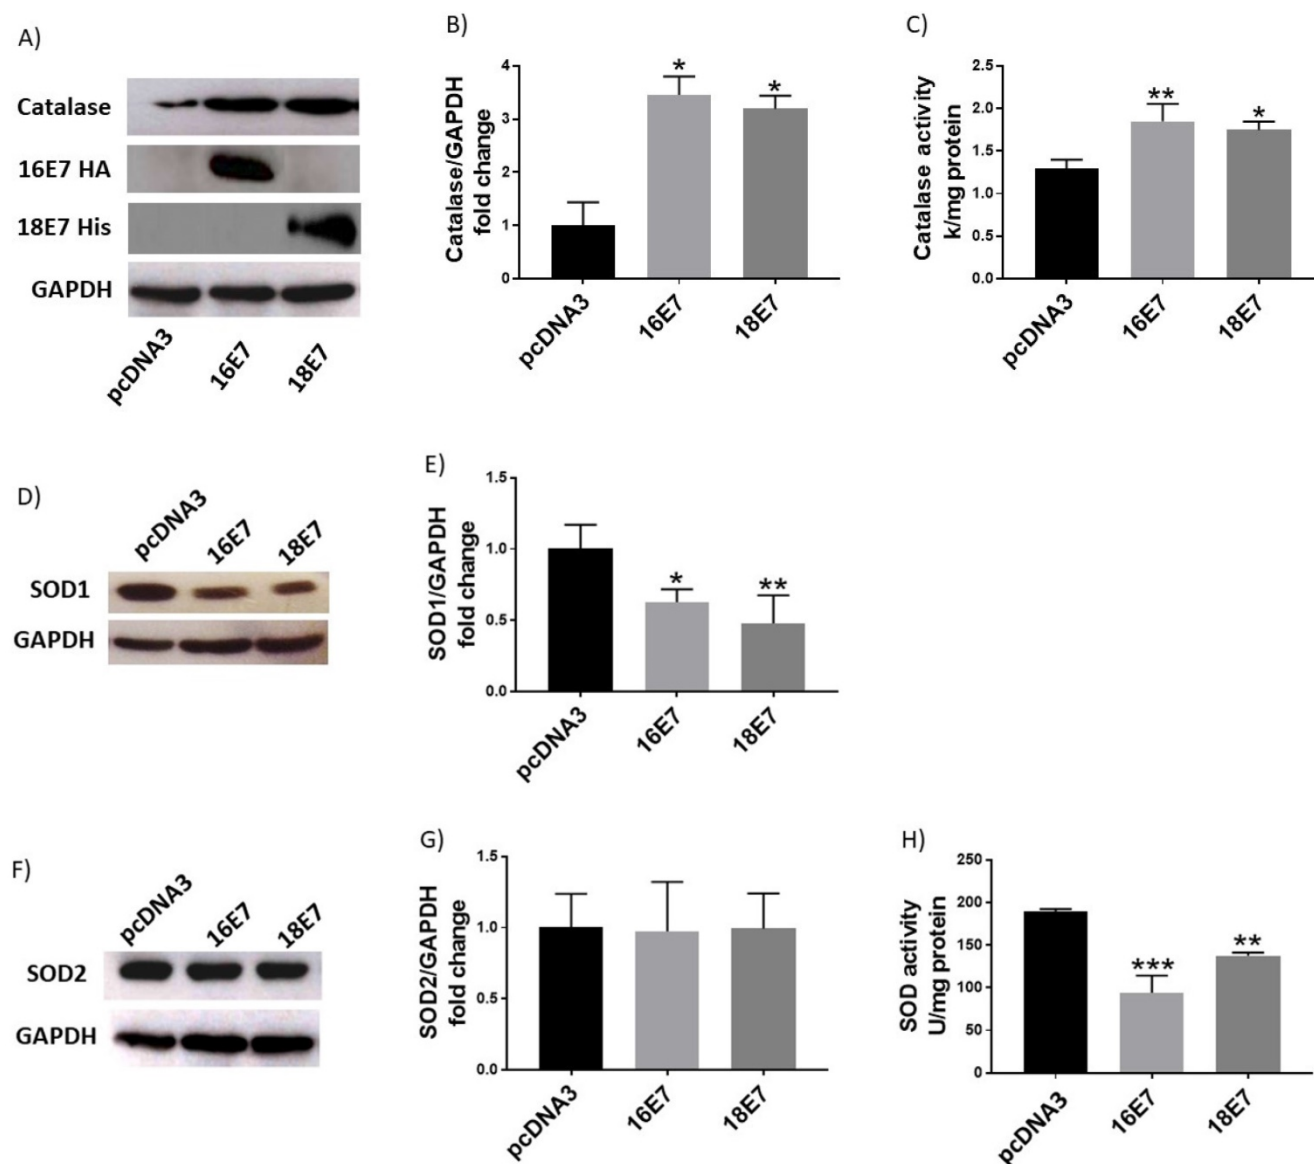 A)
Catalase
16E7 HA
18E7 His
GAPDH
pcDNA3
16E7
18E7
B)
Catalase/GAPDH
fold change
4
3
2
1
0
* *
pcDNA3
16E7
18E7
C)
Catalase activity
k/mg protein
2.5
2.0
1.5
1.0
0.5
0.0
** *
pcDNA3
16E7
18E7
D)
pcDNA3
16E7
18E7
SOD1
GAPDH
E)
SOD1/GAPDH
fold change
1.5
1.0
0.5
0.0
* **
pcDNA3
16E7
18E7
F)
pcDNA3
16E7
18E7
SOD2
GAPDH
G)
SOD2/GAPDH
fold change
1.5
1.0
0.5
0.0
pcDNA3
16E7
18E7
H)
SOD activity
U/mg protein
250
200
150
100
50
0
*** **
pcDNA3
16E7
18E7